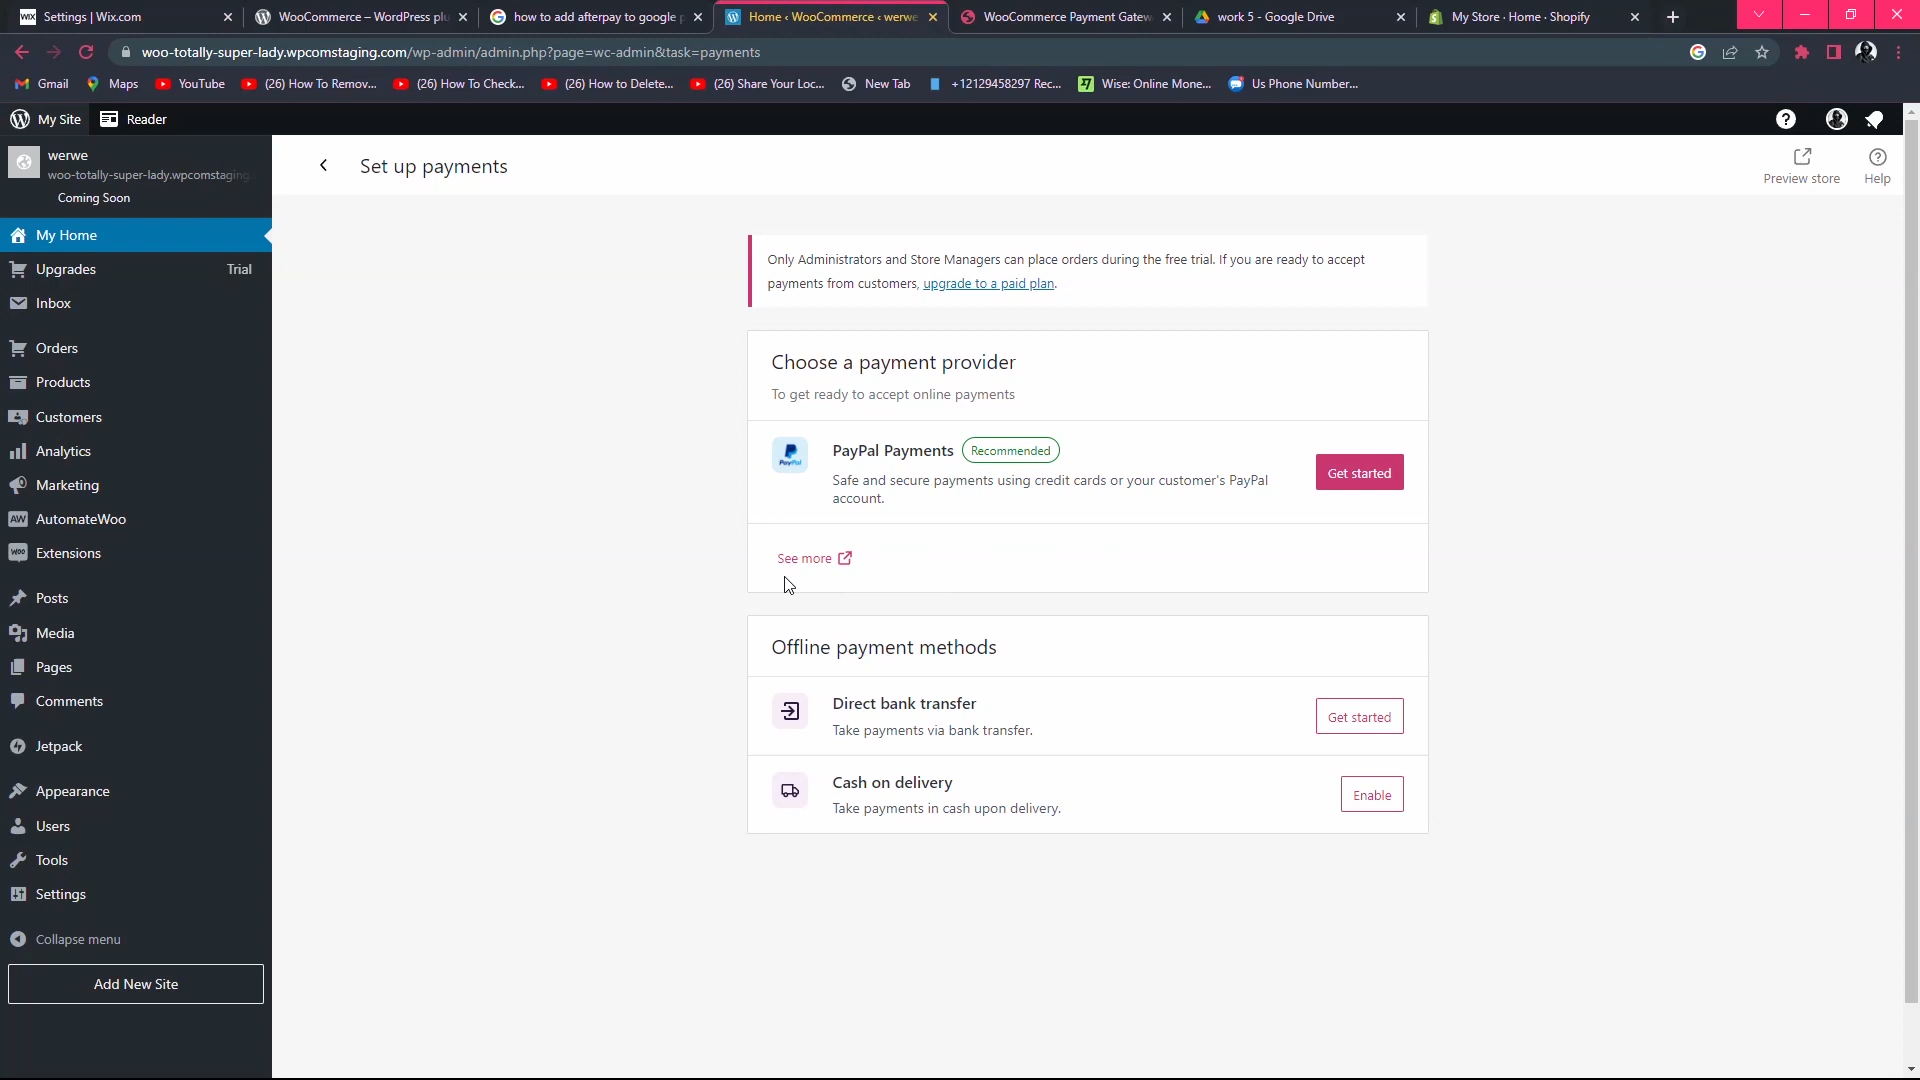 WIX Settings | Wix.com
WooCommerce – WordPress plu
how to add afterpay to google p
Home ‹ WooCommerce ‹ werwe
WooCommerce Payment Gatew
work 5 - Google Drive
My Store · Home · Shopify
woo-totally-super-lady.wpcomstaging.com/wp-admin/admin.php?page=wc-admin&task=payments
Gmail
Maps
YouTube
(26) How To Remov...
(26) How To Check...
(26) How to Delete...
(26) Share Your Loc...
New Tab
+12129458297 Rec...
Wise: Online Mone...
Us Phone Number...
My Site
Reader
werwe
woo-totally-super-lady.wpcomstaging
Coming Soon
My Home
Upgrades Trial
Inbox
Orders
Products
Customers
Analytics
Marketing
AW AutomateWoo
woo Extensions
Posts
Media
Pages
Comments
Jetpack
Appearance
Users
Tools
Settings
Collapse menu
Add New Site
Set up payments
Preview store
Help
Only Administrators and Store Managers can place orders during the free trial. If you are ready to accept
payments from customers, upgrade to a paid plan.
Choose a payment provider
To get ready to accept online payments
PayPal
PayPal Payments Recommended
Safe and secure payments using credit cards or your customer's PayPal
account.
Get started
See more
Offline payment methods
Direct bank transfer
Take payments via bank transfer.
Get started
Cash on delivery
Take payments in cash upon delivery.
Enable